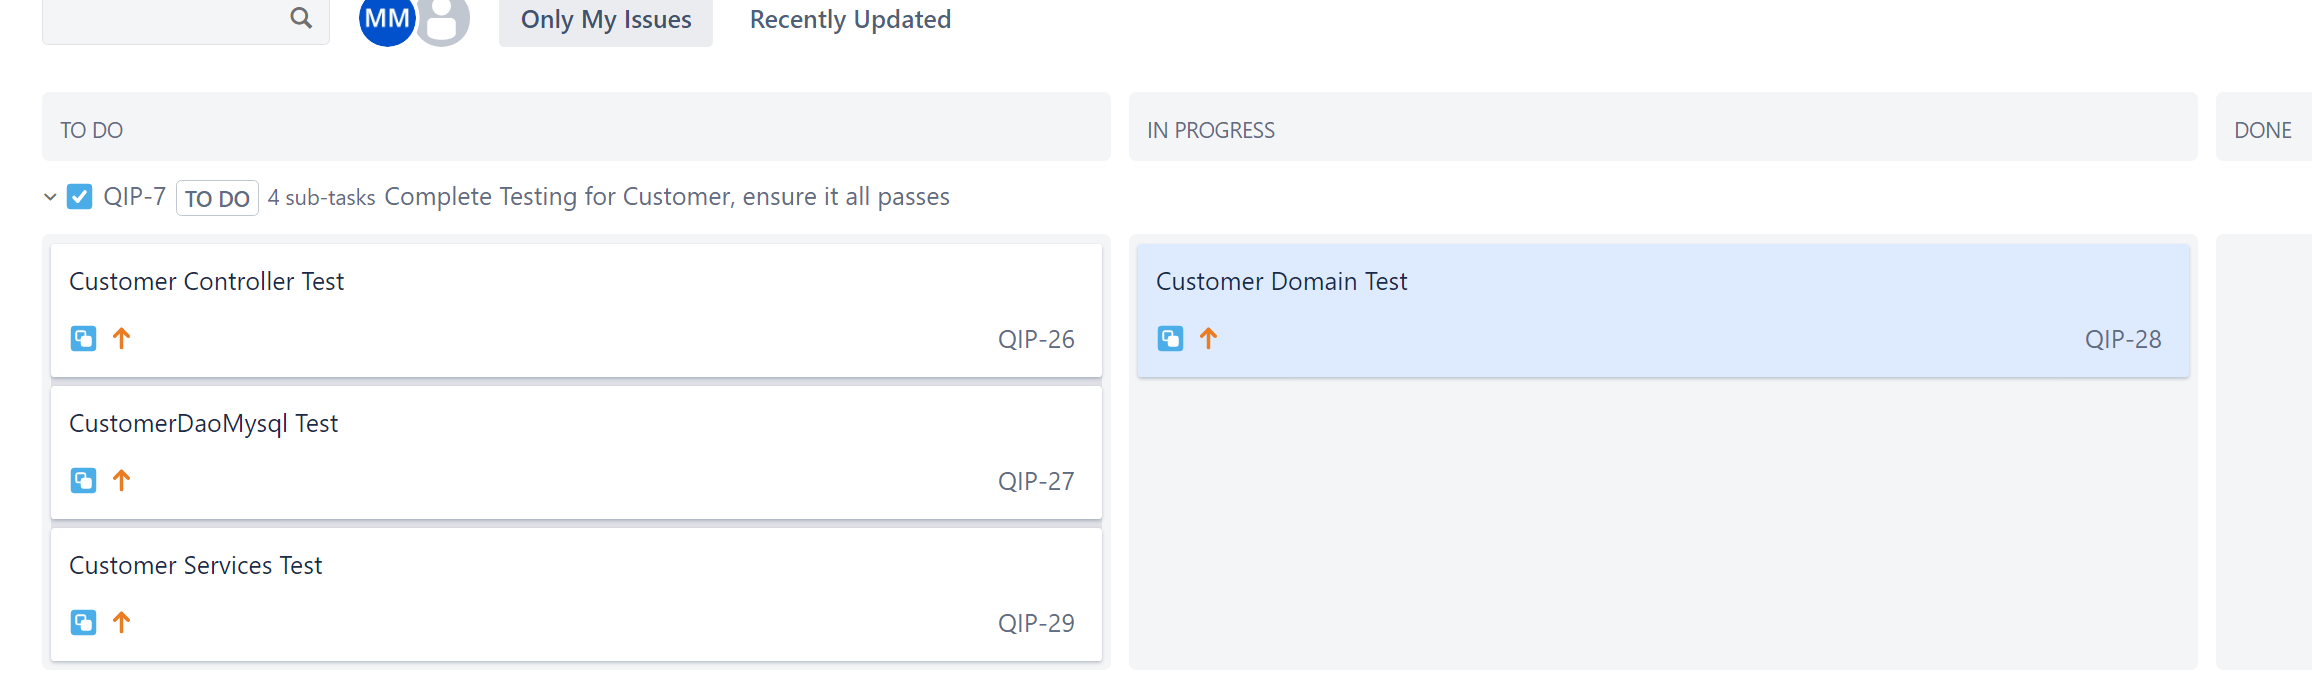 MM
Only My Issues
Recently Updated
TO DO
IN PROGRESS
DONE
QIP-7 TO DO 4 sub-tasks Complete Testing for Customer, ensure it all passes
Customer Controller Test
QIP-26
CustomerDaoMysql Test
QIP-27
Customer Services Test
QIP-29
Customer Domain Test
QIP-28